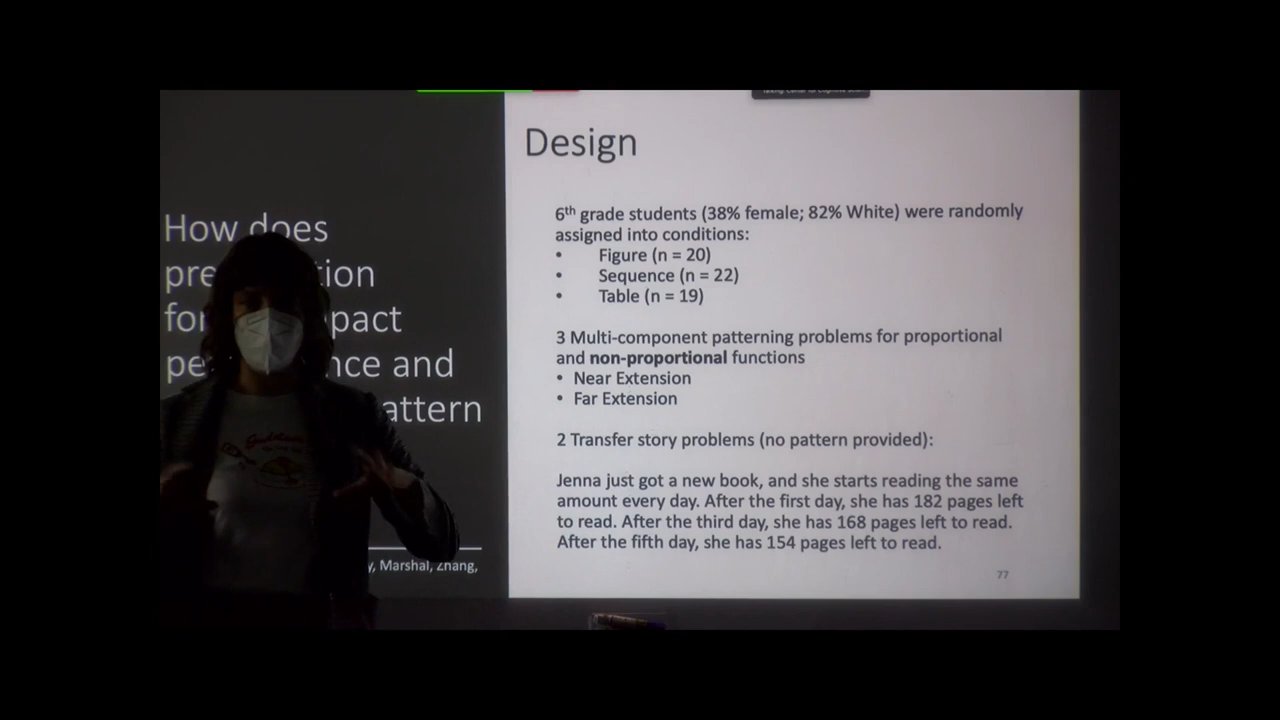 How does
pre tion
for pact
pe nce and
attern
y, Marshal, Zhang,
Design
6th grade students (38% female; 82% White) were randomly
assigned into conditions:
• Figure (n = 20)
• Sequence (n = 22)
• Table (n = 19)
3 Multi-component patterning problems for proportional
and non-proportional functions
• Near Extension
• Far Extension
2 Transfer story problems (no pattern provided):
Jenna just got a new book, and she starts reading the same
amount every day. After the first day, she has 182 pages left
to read. After the third day, she has 168 pages left to read.
After the fifth day, she has 154 pages left to read.
77